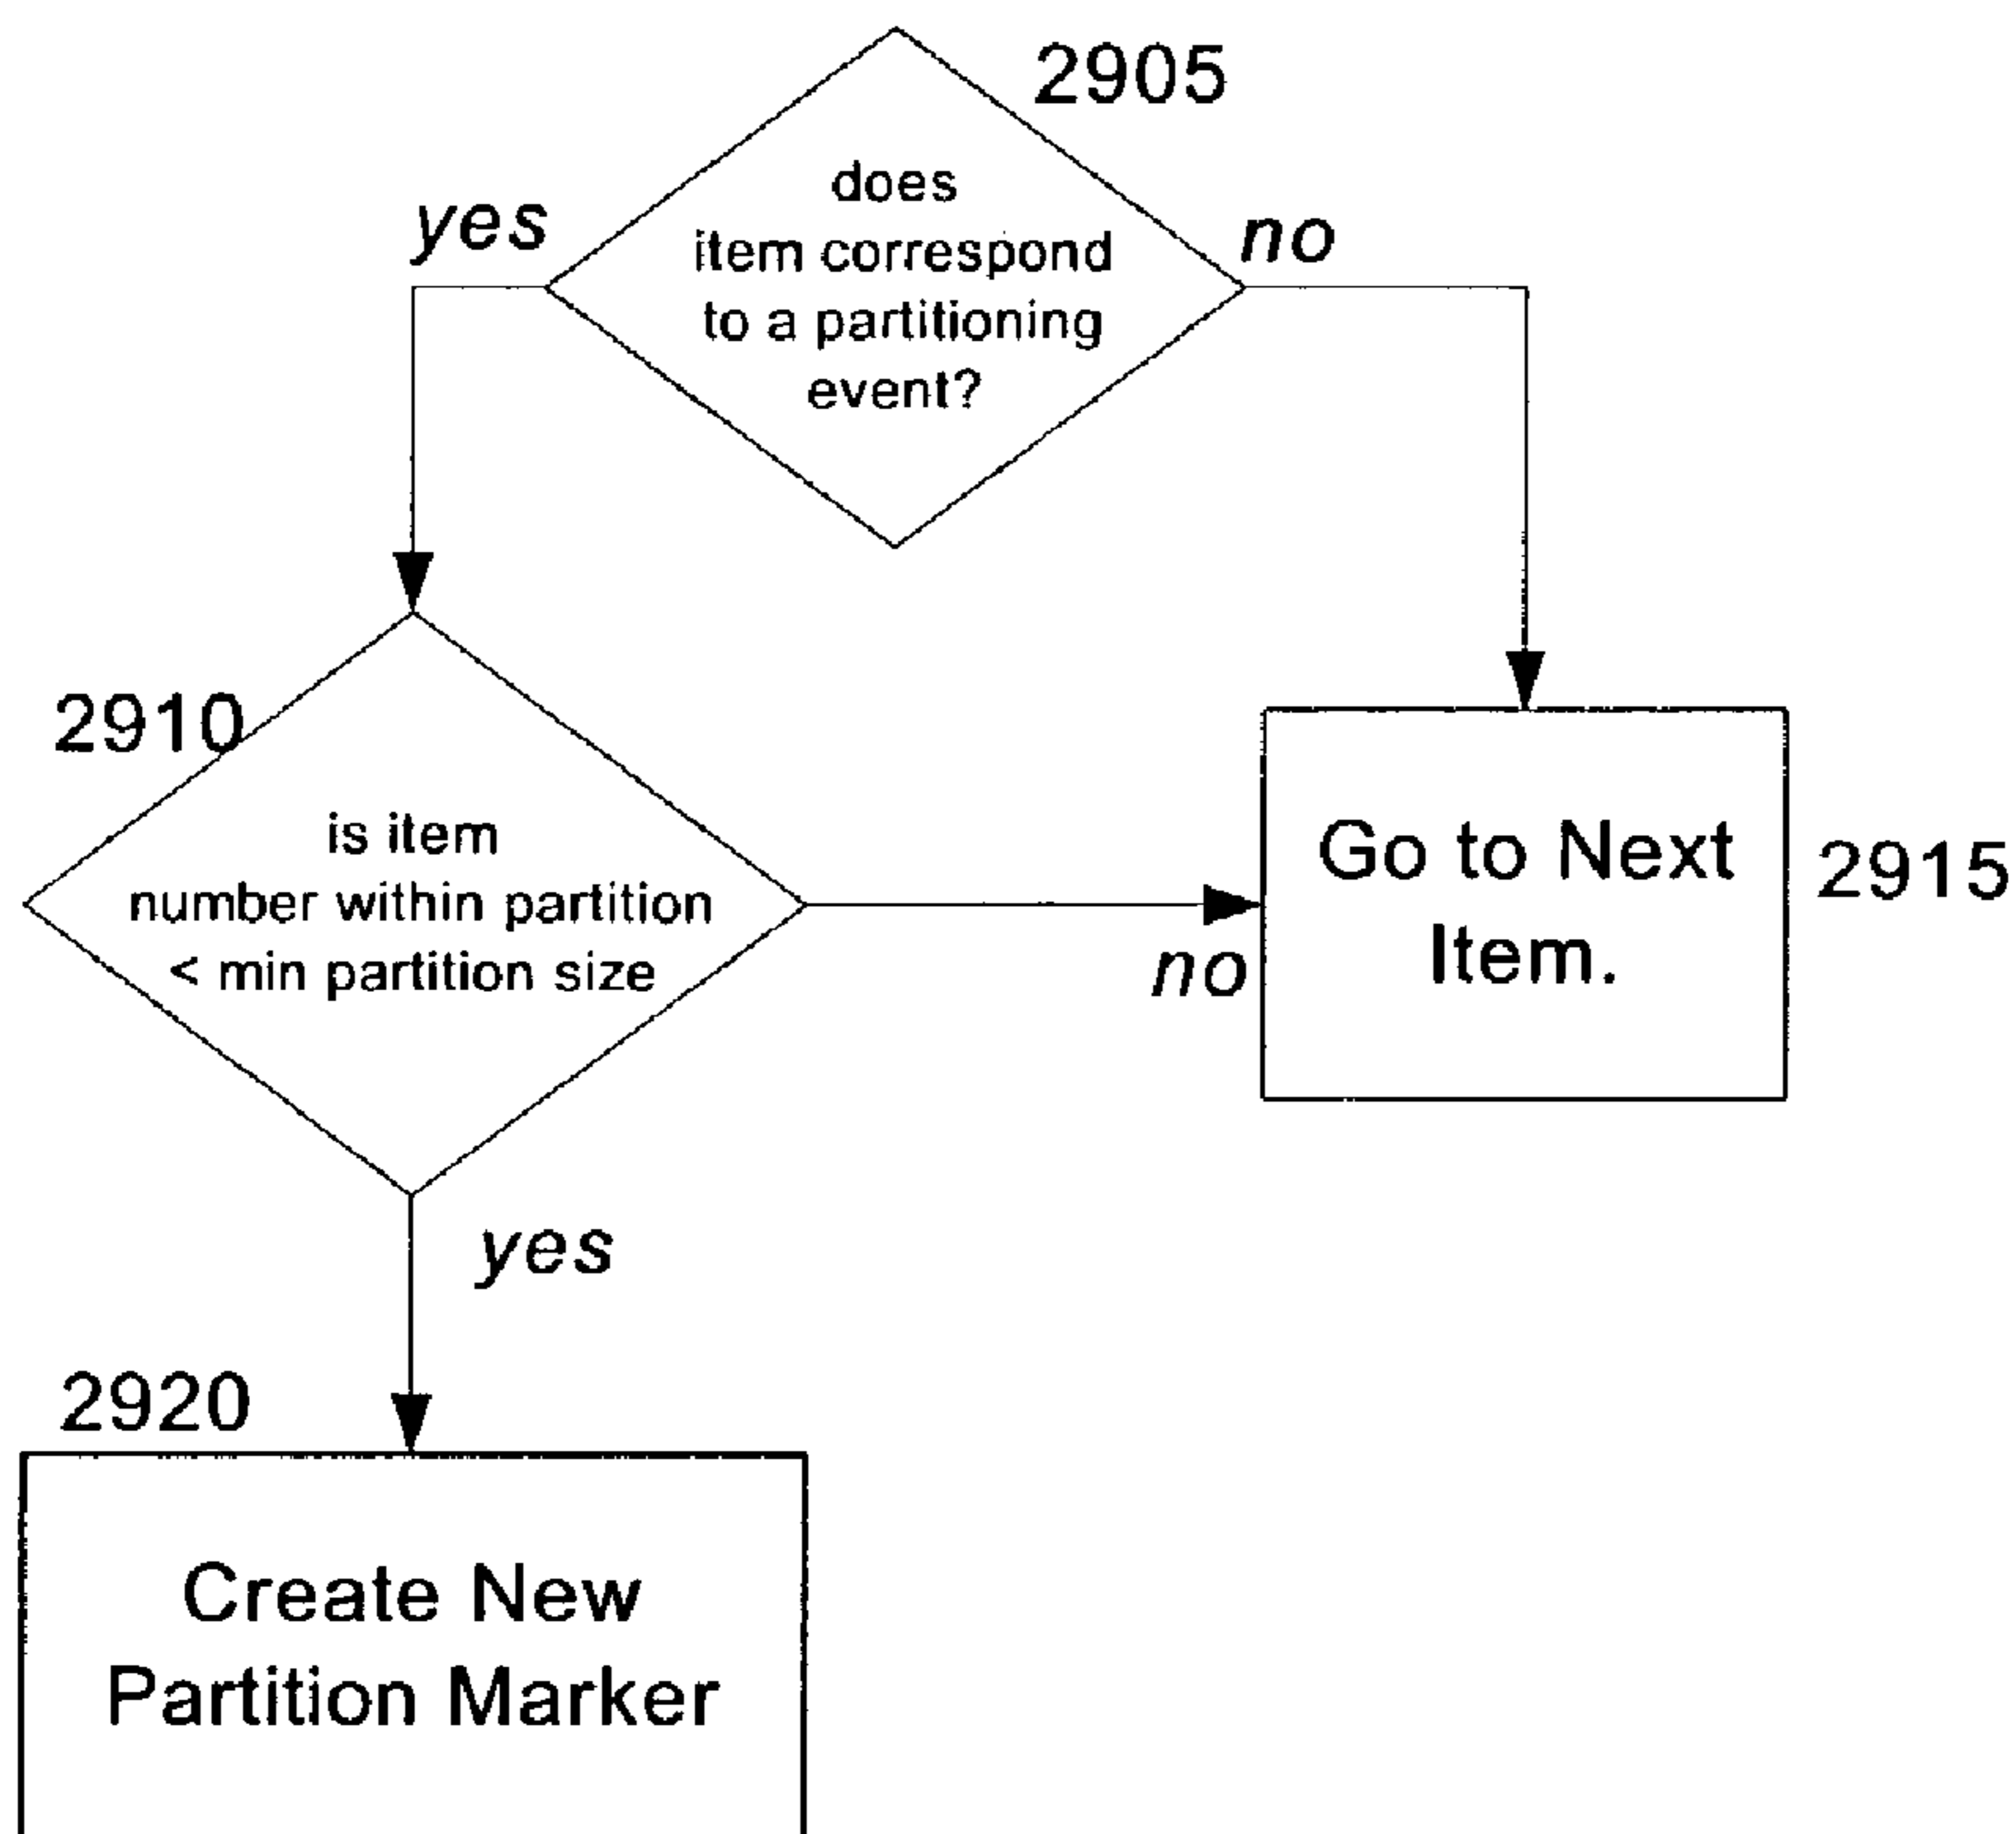 2905
does
item correspond
to a partitioning
event?
yes
no
2910
is item
number within partition
< min partition size
no
Go to Next
Item.
2915
yes
2920
Create New
Partition Marker